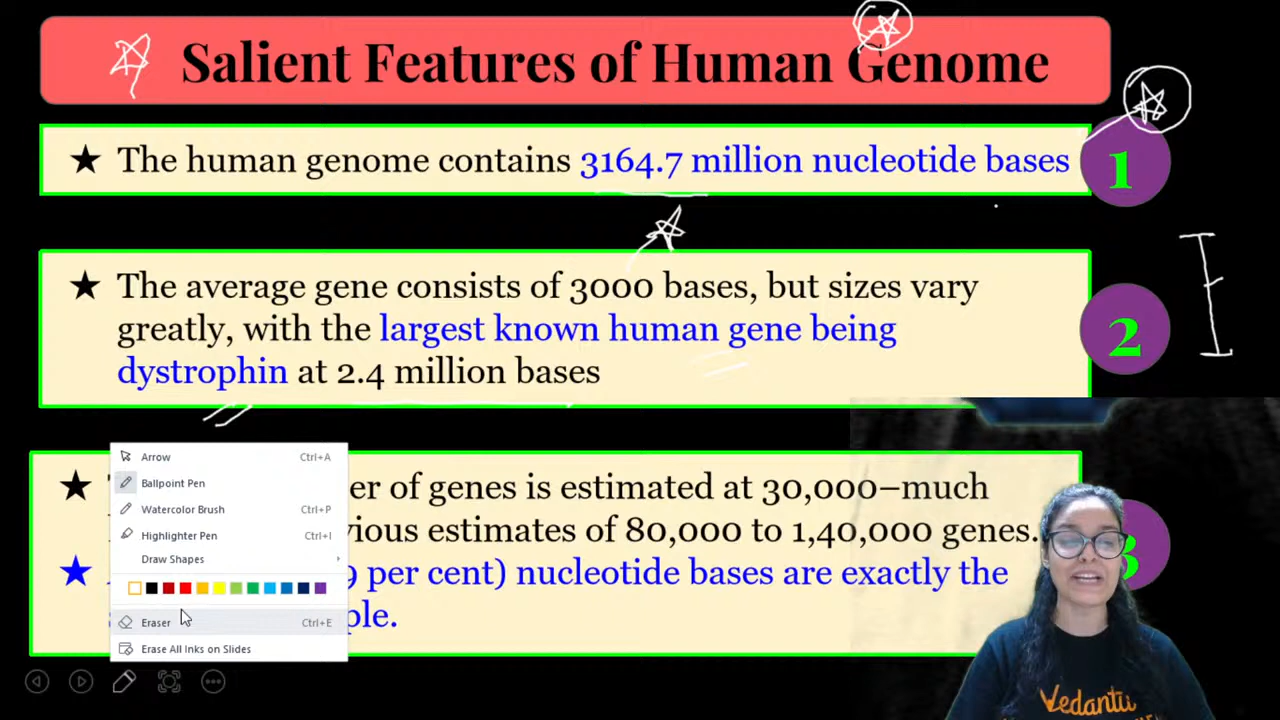 Salient Features of Human Genome
★ The human genome contains 3164.7 million nucleotide bases
1
★ The average gene consists of 3000 bases, but sizes vary
greatly, with the largest known human gene being
dystrophin at 2.4 million bases
2
Arrow Ctrl+A
Ballpoint Pen
Watercolor Brush Ctrl+P
Highlighter Pen Ctrl+I
Draw Shapes
Eraser Ctrl+E
Erase All Inks on Slides
★ er of genes is estimated at 30,000–much
vious estimates of 80,000 to 1,40,000 genes.
★ 9 per cent) nucleotide bases are exactly the
ple.
3
Vedantu